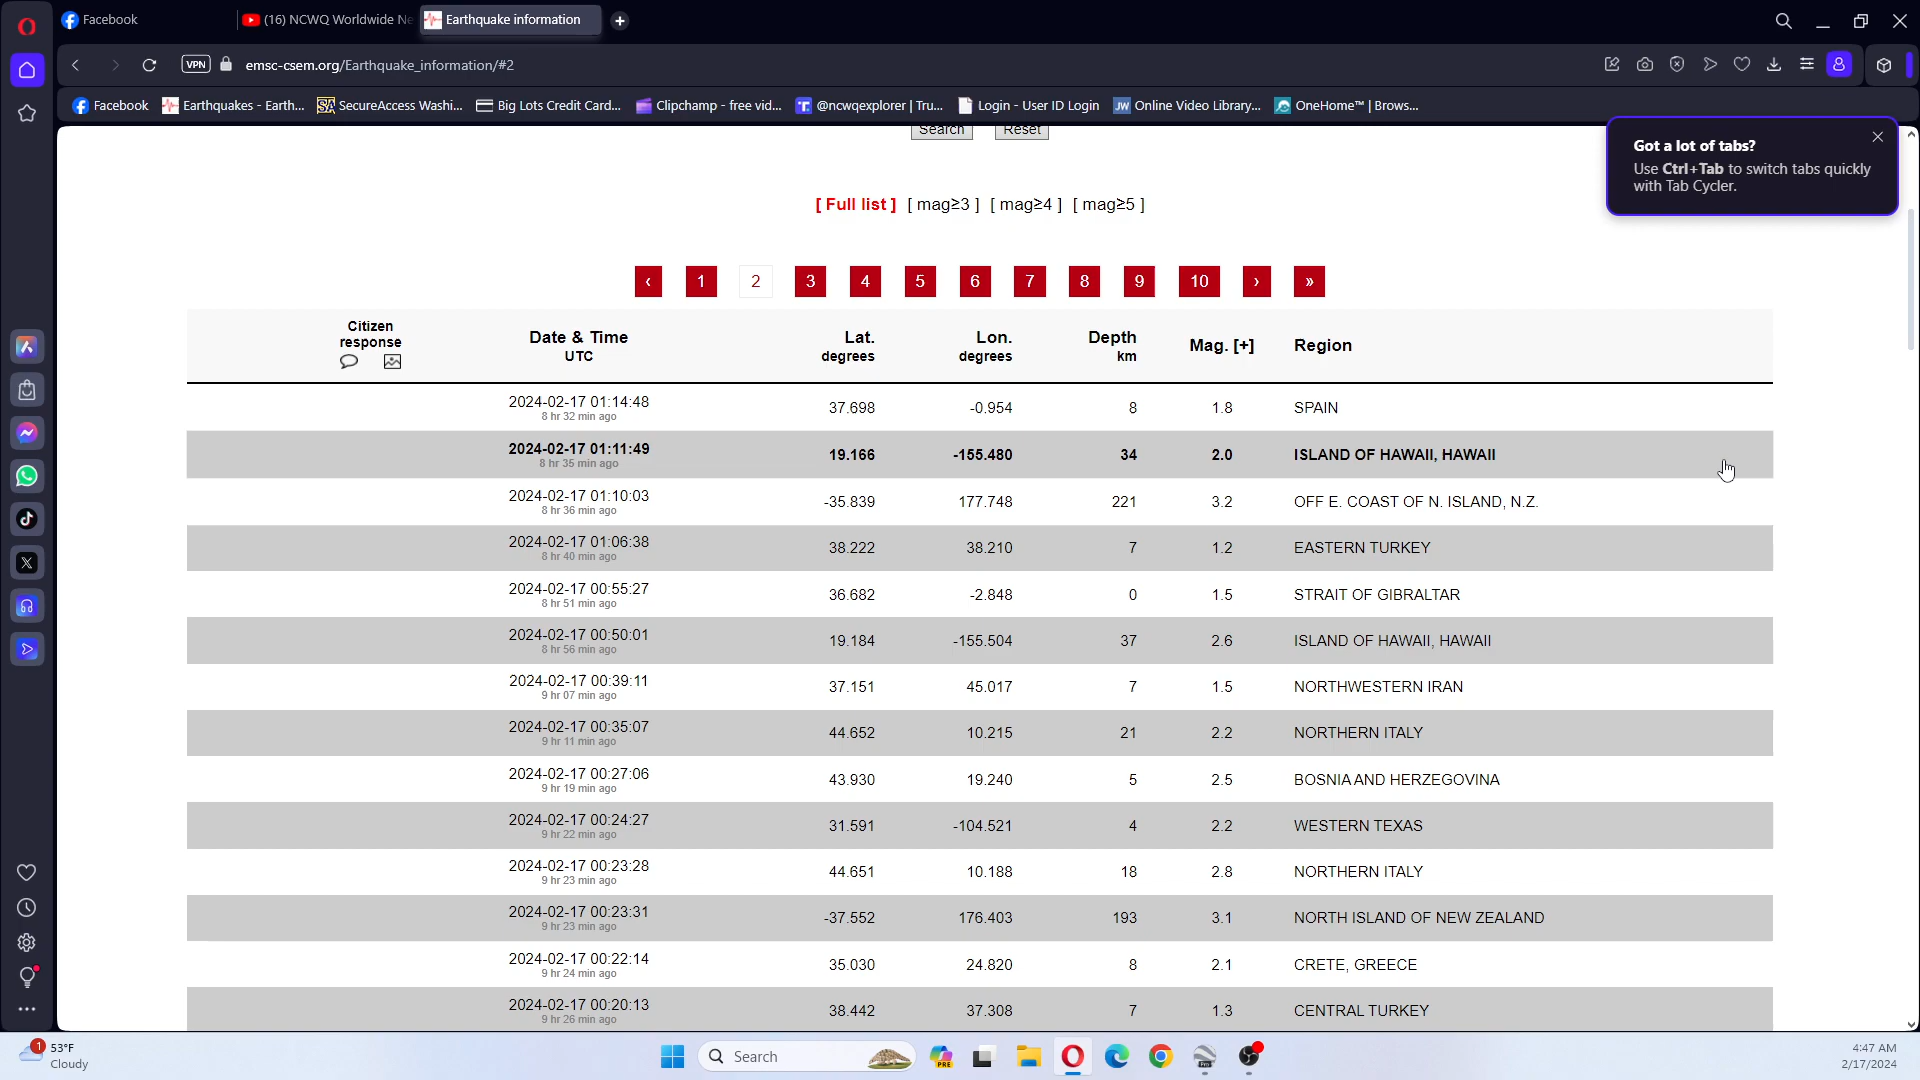 Facebook
(16) NCWQ Worldwide Ne
Earthquake information
VPN
emsc-csem.org/Earthquake_information/#2
Facebook
Earthquakes - Earth...
SecureAccess Washi...
Big Lots Credit Card...
Clipchamp - free vid...
@ncwqexplorer | Tru...
Login - User ID Login
JW Online Video Library...
OneHome™ | Brows...
Got a lot of tabs?
Use Ctrl+Tab to switch tabs quickly
with Tab Cycler.
Search Reset
[ Full list ] [ mag≥3 ] [ mag≥4 ] [ mag≥5 ]
‹ 1 2 3 4 5 6 7 8 9 10 › »
Citizen
response
Date & Time
UTC
Lat.
degrees
Lon.
degrees
Depth
km
Mag. [+]
Region
2024-02-17 01:14:48 37.698 -0.954 8 1.8 SPAIN
8 hr 32 min ago
2024-02-17 01:11:49 19.166 -155.480 34 2.0 ISLAND OF HAWAII, HAWAII
8 hr 35 min ago
2024-02-17 01:10:03 -35.839 177.748 221 3.2 OFF E. COAST OF N. ISLAND, N.Z.
8 hr 36 min ago
2024-02-17 01:06:38 38.222 38.210 7 1.2 EASTERN TURKEY
8 hr 40 min ago
2024-02-17 00:55:27 36.682 -2.848 0 1.5 STRAIT OF GIBRALTAR
8 hr 51 min ago
2024-02-17 00:50:01 19.184 -155.504 37 2.6 ISLAND OF HAWAII, HAWAII
8 hr 56 min ago
2024-02-17 00:39:11 37.151 45.017 7 1.5 NORTHWESTERN IRAN
9 hr 07 min ago
2024-02-17 00:35:07 44.652 10.215 21 2.2 NORTHERN ITALY
9 hr 11 min ago
2024-02-17 00:27:06 43.930 19.240 5 2.5 BOSNIA AND HERZEGOVINA
9 hr 19 min ago
2024-02-17 00:24:27 31.591 -104.521 4 2.2 WESTERN TEXAS
9 hr 22 min ago
2024-02-17 00:23:28 44.651 10.188 18 2.8 NORTHERN ITALY
9 hr 23 min ago
2024-02-17 00:23:31 -37.552 176.403 193 3.1 NORTH ISLAND OF NEW ZEALAND
9 hr 23 min ago
2024-02-17 00:22:14 35.030 24.820 8 2.1 CRETE, GREECE
9 hr 24 min ago
2024-02-17 00:20:13 38.442 37.308 7 1.3 CENTRAL TURKEY
9 hr 26 min ago
1
53°F
Cloudy
Search
PRE
4:47 AM
2/17/2024